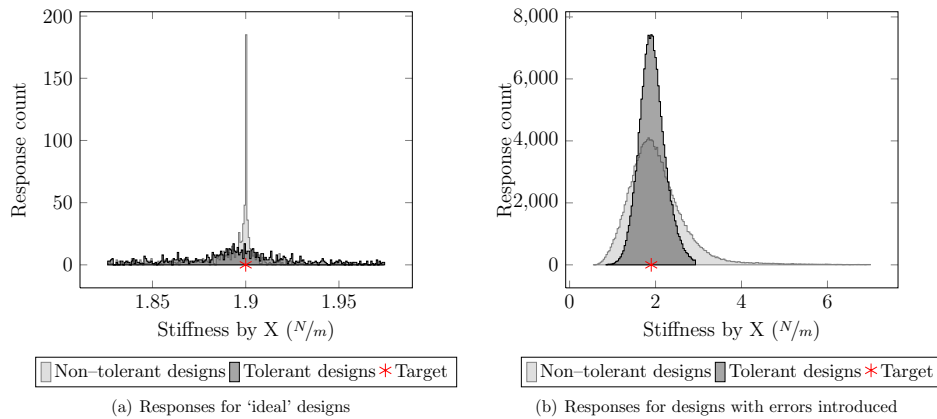 200
150
100
50
0
Response count
1.85
1.9
1.95
Stiffness by X (N/m)
Non–tolerant designs Tolerant designs Target
(a) Responses for ‘ideal’ designs
8,000
6,000
4,000
2,000
0
Response count
0
2
4
6
Stiffness by X (N/m)
Non–tolerant designs Tolerant designs Target
(b) Responses for designs with errors introduced